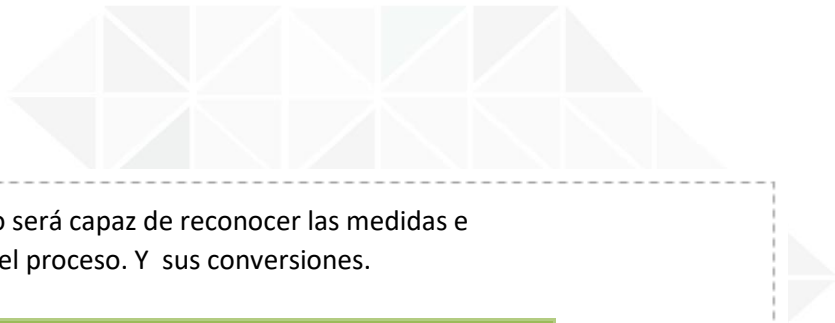 o será capaz de reconocer las medidas e
el proceso. Y sus conversiones.